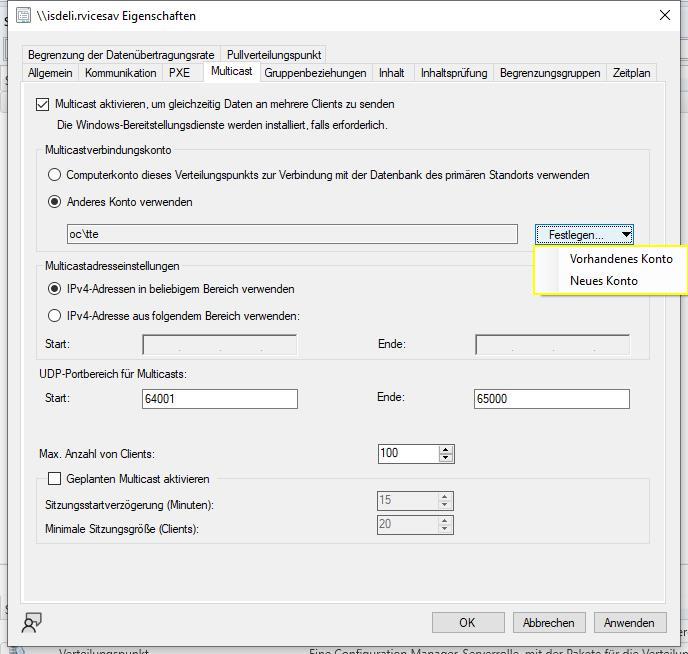 \\isdeli.rvicesav Eigenschaften
Begrenzung der Datenübertragungsrate
Pullverteilungspunkt
Allgemein
Kommunikation
PXE
Multicast
Gruppenbeziehungen
Inhalt
Inhaltsprüfung
Begrenzungsgruppen
Zeitplan
Multicast aktivieren, um gleichzeitig Daten an mehrere Clients zu senden
Die Windows-Bereitstellungsdienste werden installiert, falls erforderlich.
Multicastverbindungskonto
Computerkonto dieses Verteilungspunkts zur Verbindung mit der Datenbank des primären Standorts verwenden
Anderes Konto verwenden
oc\tte
Festlegen...
Vorhandenes Konto
Neues Konto
Multicastadresseinstellungen
IPv4-Adressen in beliebigem Bereich verwenden
IPv4-Adresse aus folgendem Bereich verwenden:
Start:
Ende:
UDP-Portbereich für Multicasts:
Start:
64001
Ende:
65000
Max. Anzahl von Clients:
100
Geplanten Multicast aktivieren
Sitzungsstartverzögerung (Minuten):
15
Minimale Sitzungsgröße (Clients):
20
OK
Abbrechen
Anwenden
Verteilungspunkt
Eine Configuration Manager-Serverrolle, mit der Pakete für die Verteilu